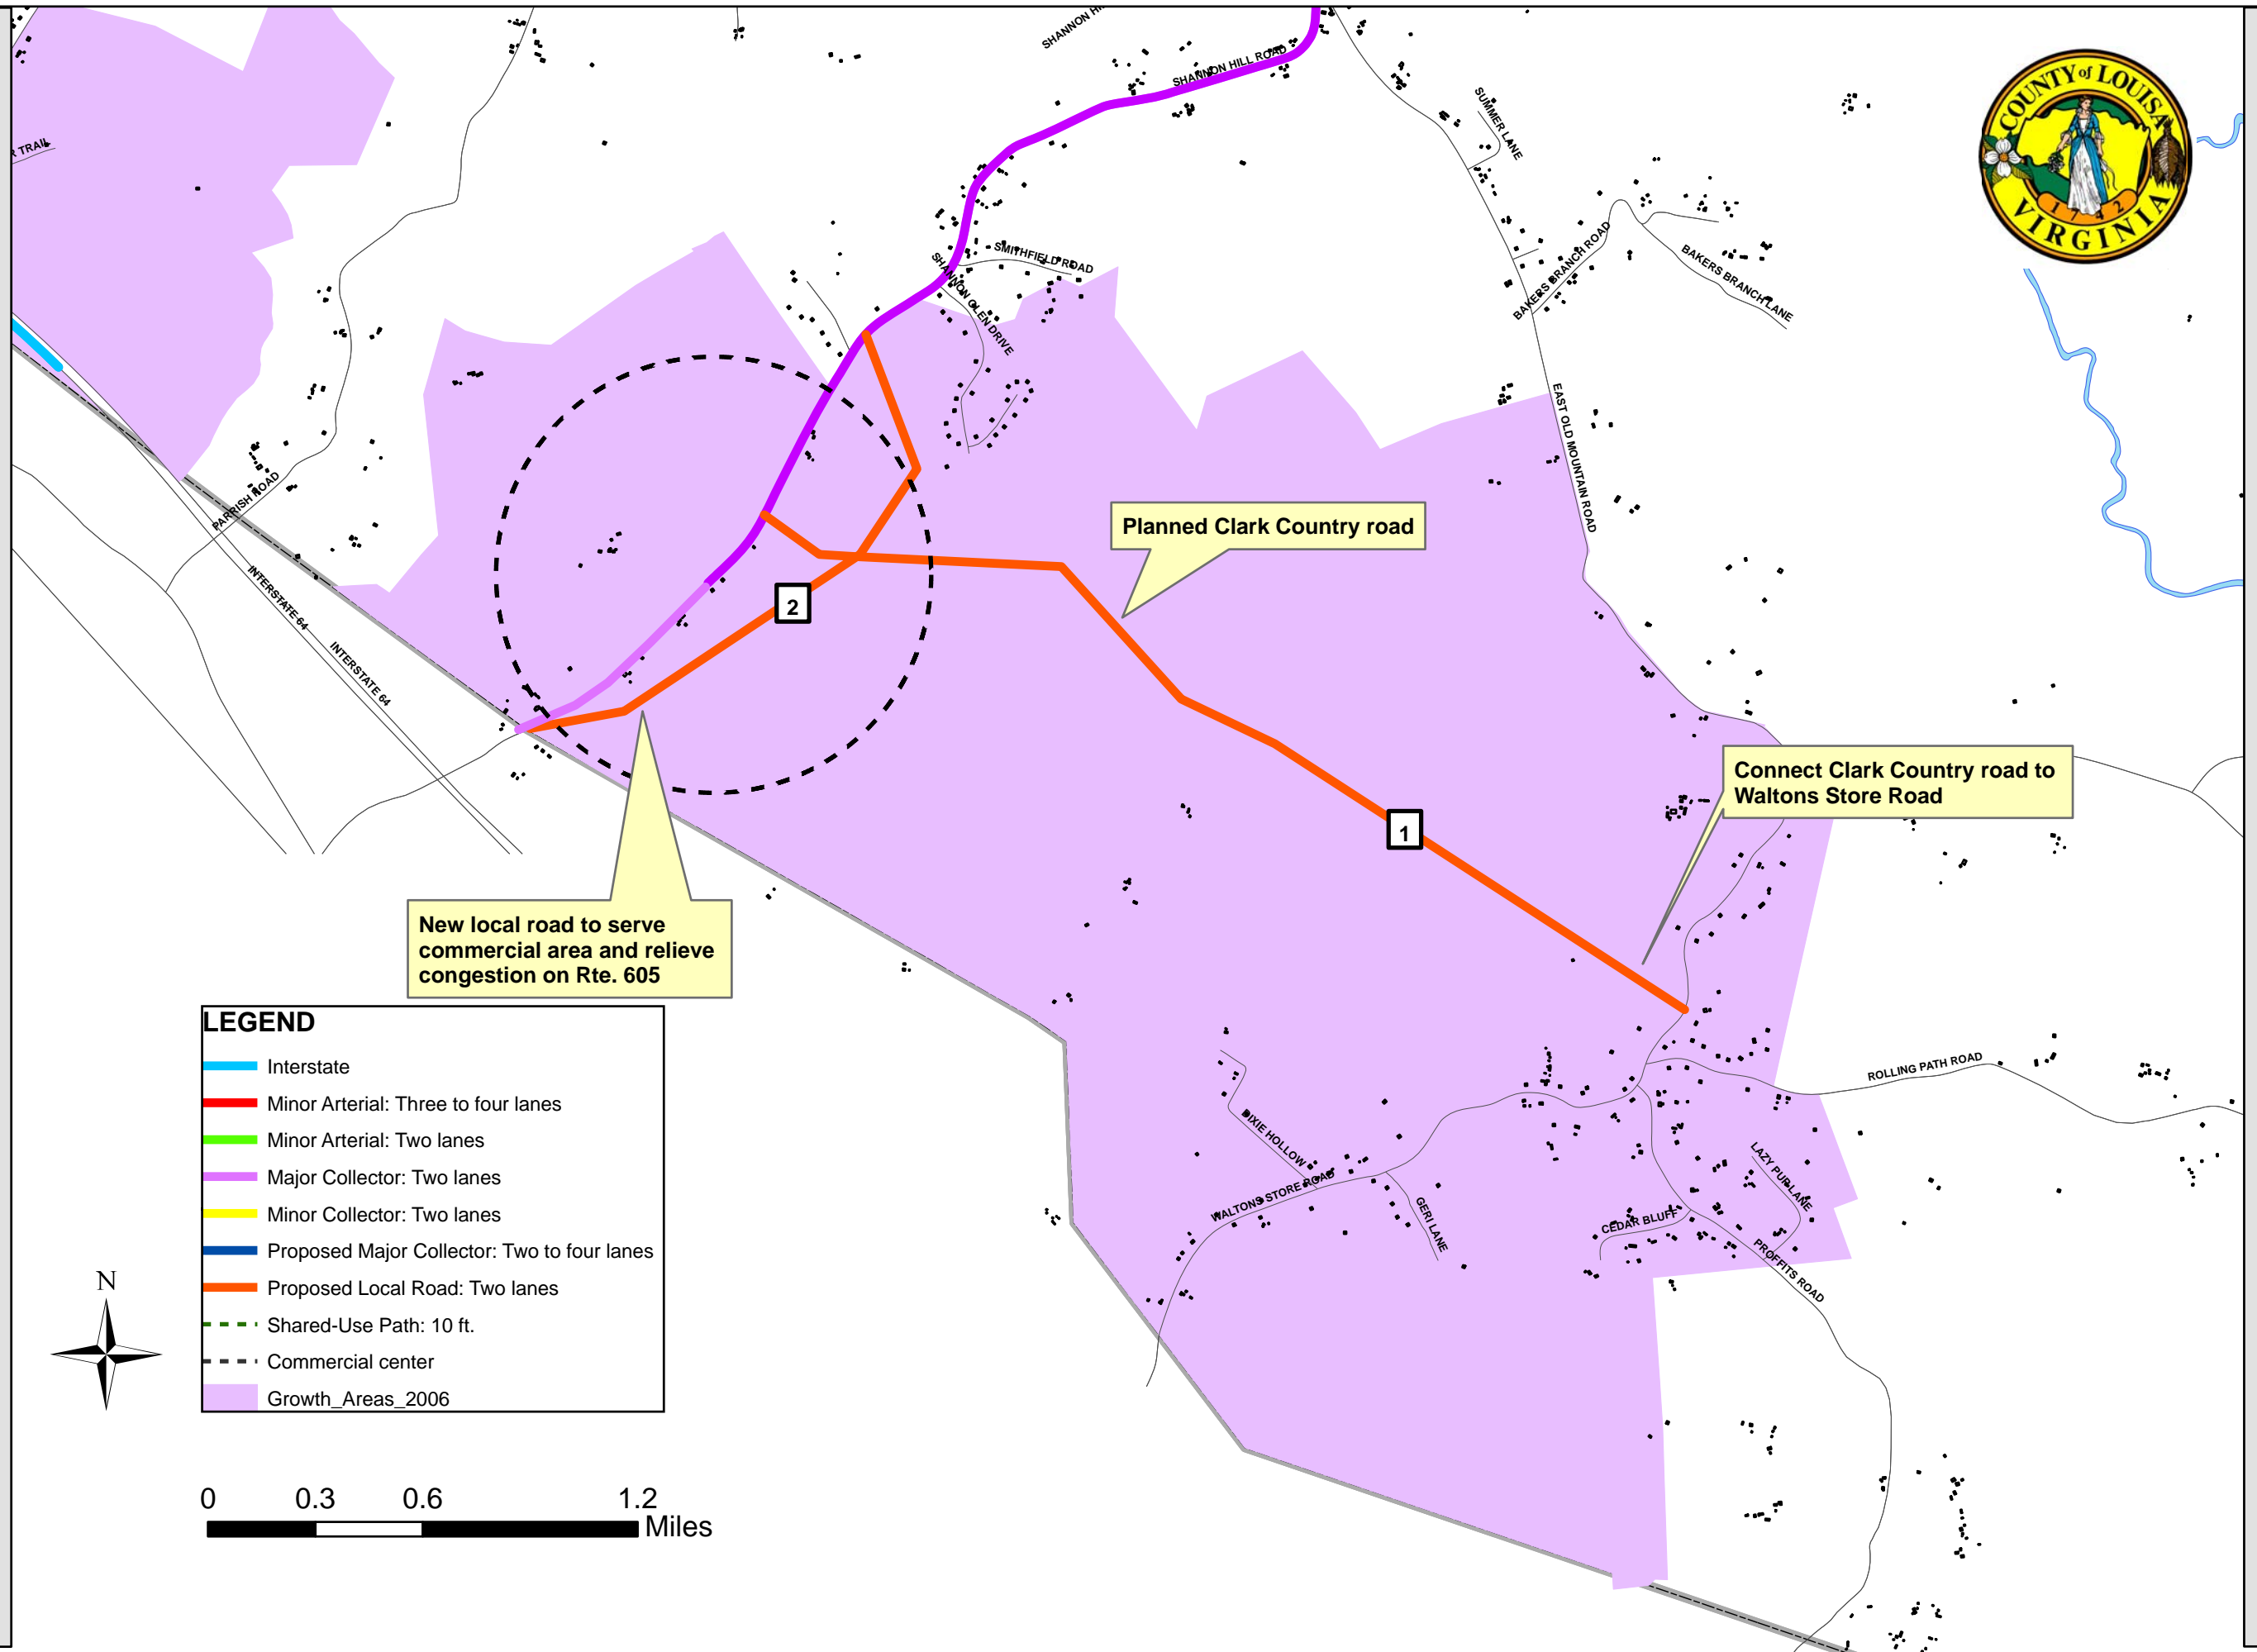 SHANNON HI
SHANNON HILL ROAD
SUMMER LANE
COUNTY of LOUISA
1742
VIRGINIA
R TRAIL
SMITHFIELD ROAD
SHANNON GLEN DRIVE
BAKERS BRANCH ROAD
BAKERS BRANCH LANE
EAST OLD MOUNTAIN ROAD
PARRISH ROAD
INTERSTATE 64
INTERSTATE 64
Planned Clark Country road
2
Connect Clark Country road to
Waltons Store Road
1
New local road to serve
commercial area and relieve
congestion on Rte. 605
ROLLING PATH ROAD
DIXIE HOLLOW
WALTONS STORE ROAD
GERI LANE
CEDAR BLUFF
LAZY PUP LANE
PROFFITS ROAD
LEGEND
Interstate
Minor Arterial: Three to four lanes
Minor Arterial: Two lanes
Major Collector: Two lanes
Minor Collector: Two lanes
Proposed Major Collector: Two to four lanes
Proposed Local Road: Two lanes
Shared-Use Path: 10 ft.
Commercial center
Growth_Areas_2006
N
0 0.3 0.6 1.2
Miles